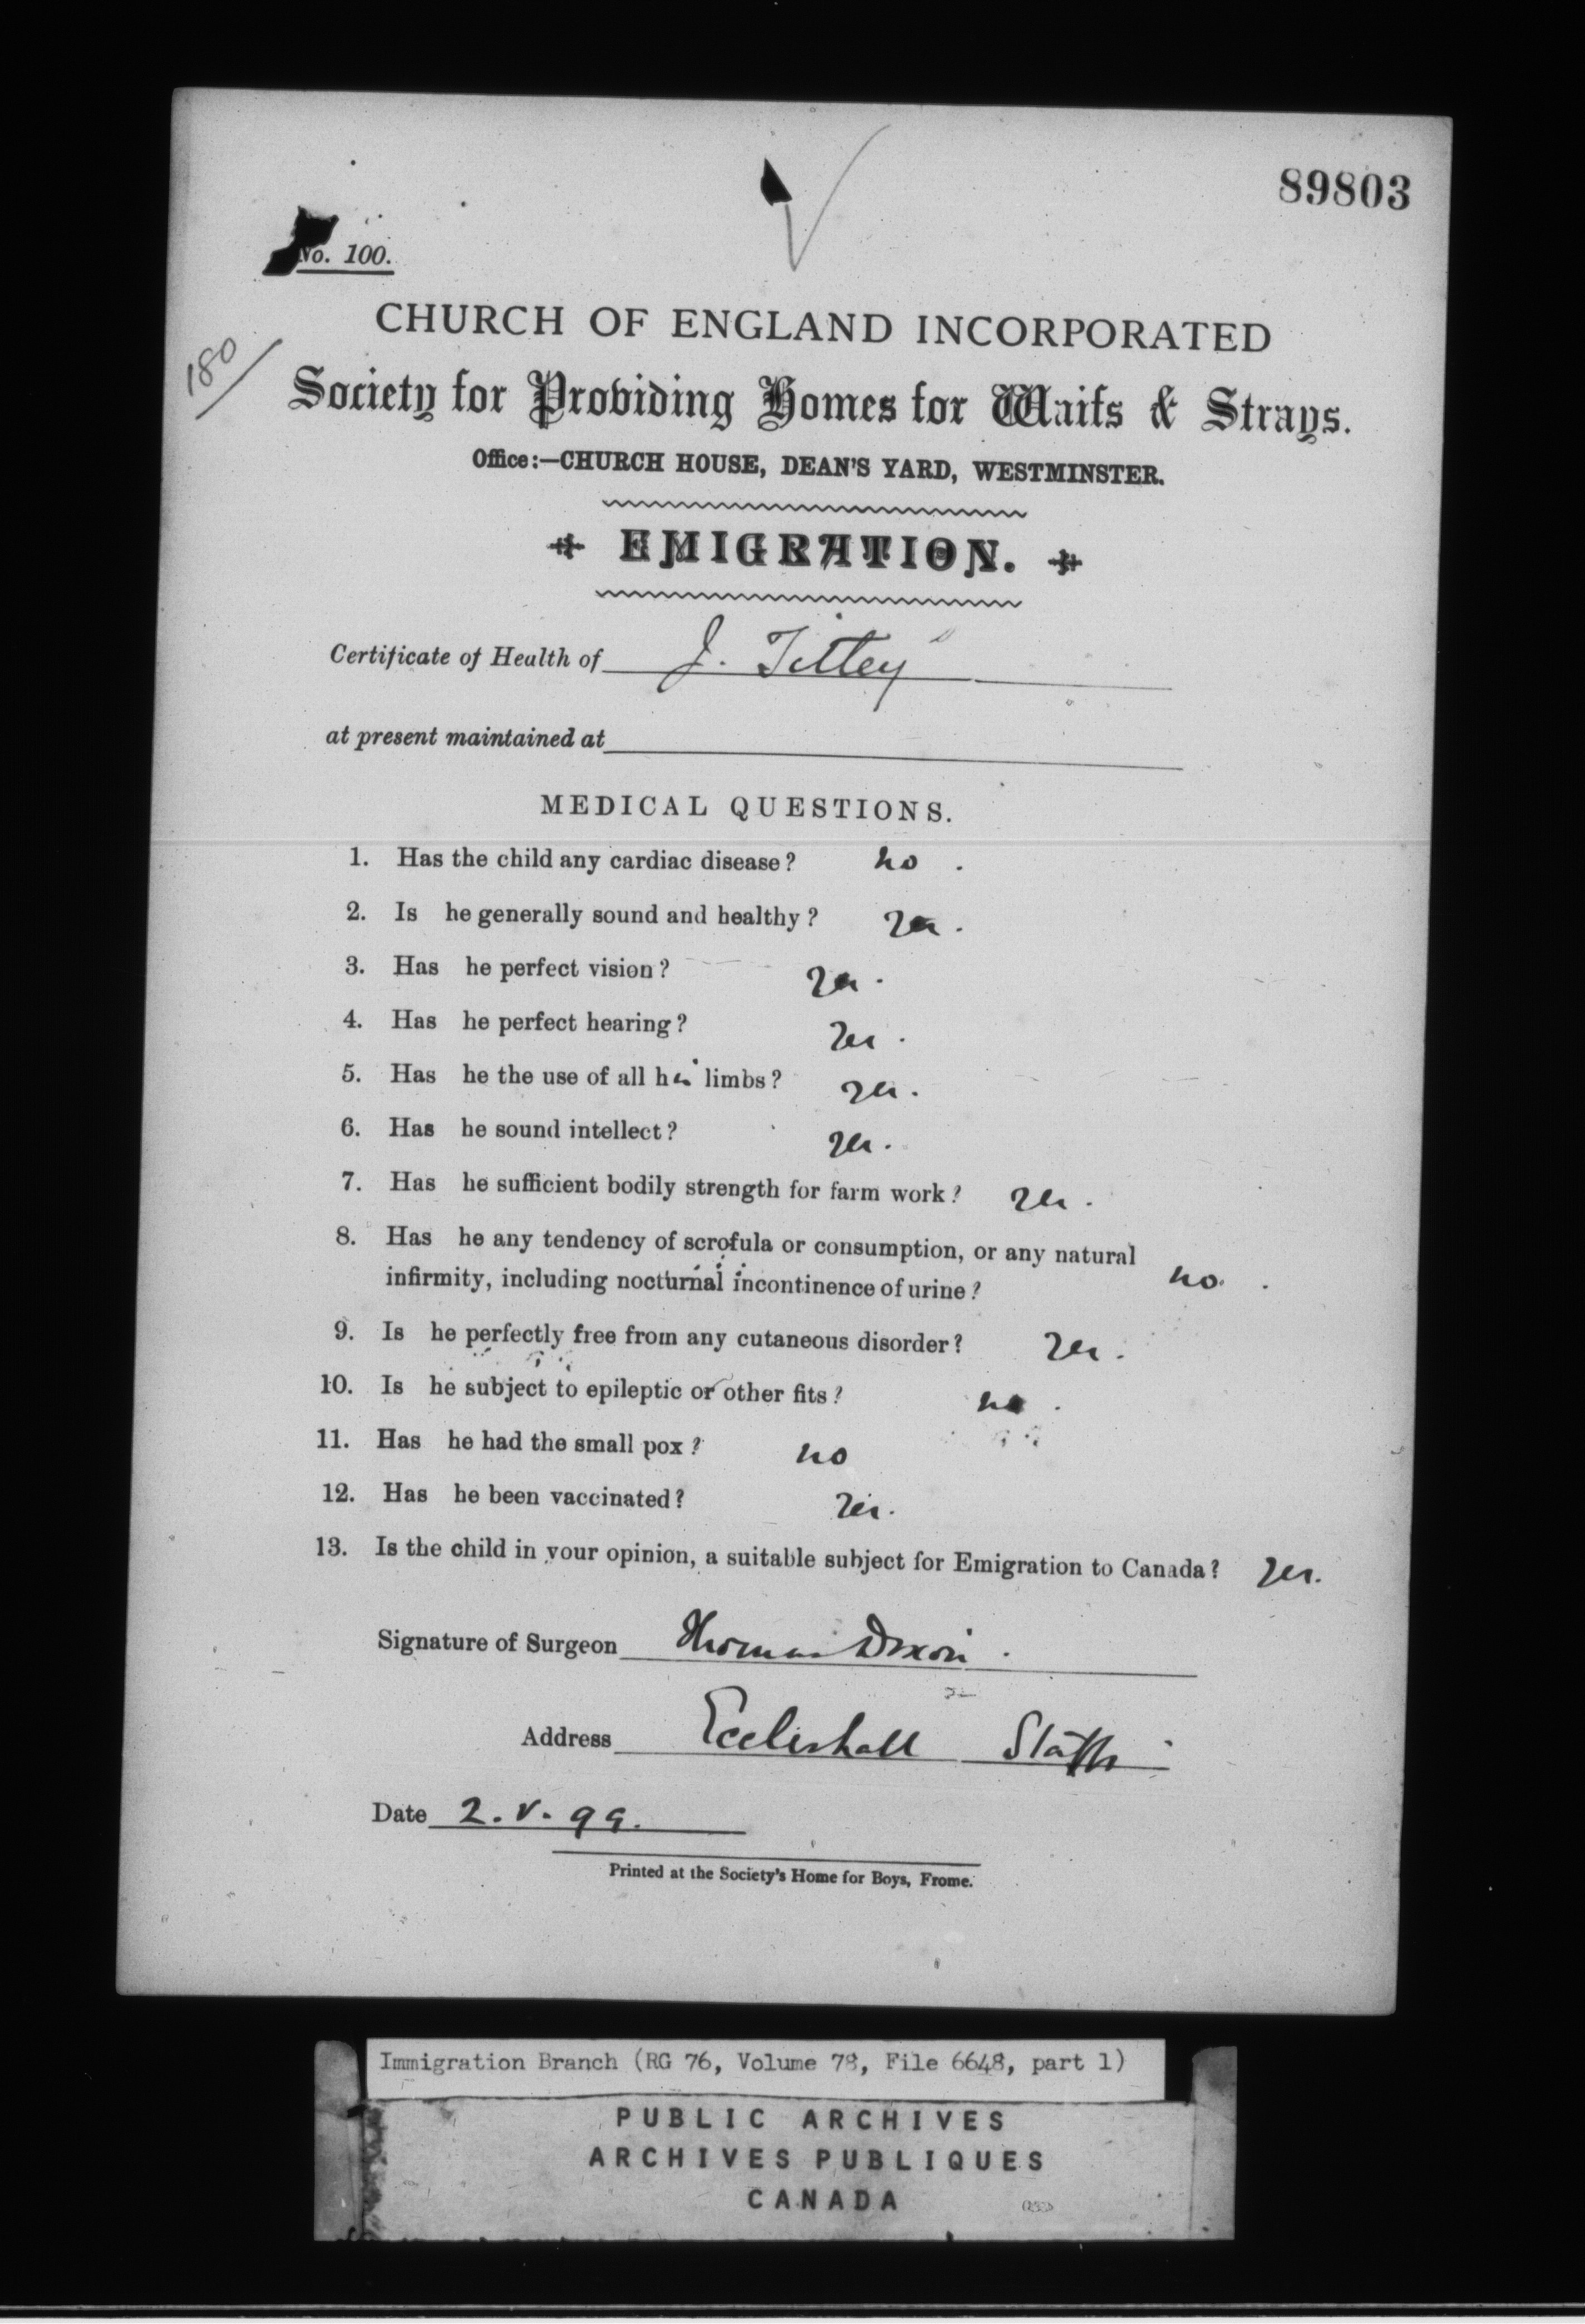 89803
No. 100.
180
CHURCH OF ENGLAND INCORPORATED
Society for Providing Homes for Waifs & Strays.
Office:—CHURCH HOUSE, DEAN'S YARD, WESTMINSTER.
EMIGRATION.
Certificate of Health of J. Tittey
at present maintained at
MEDICAL QUESTIONS.
1. Has the child any cardiac disease? no.
2. Is he generally sound and healthy? Yes.
3. Has he perfect vision? Yes.
4. Has he perfect hearing? Yes.
5. Has he the use of all his limbs? Yes.
6. Has he sound intellect? Yes.
7. Has he sufficient bodily strength for farm work? Yes.
8. Has he any tendency of scrofula or consumption, or any natural
infirmity, including nocturnal incontinence of urine? no.
9. Is he perfectly free from any cutaneous disorder? Yes.
10. Is he subject to epileptic or other fits? no.
11. Has he had the small pox? no
12. Has he been vaccinated? Yes.
13. Is the child in your opinion, a suitable subject for Emigration to Canada? Yes.
Signature of Surgeon Thomas Dixon.
Address Eccleshall Staffs
Date 2.V.99.
Printed at the Society's Home for Boys, Frome.
Immigration Branch (RG 76, Volume 78, File 6648, part 1)
PUBLIC ARCHIVES
ARCHIVES PUBLIQUES
CANADA